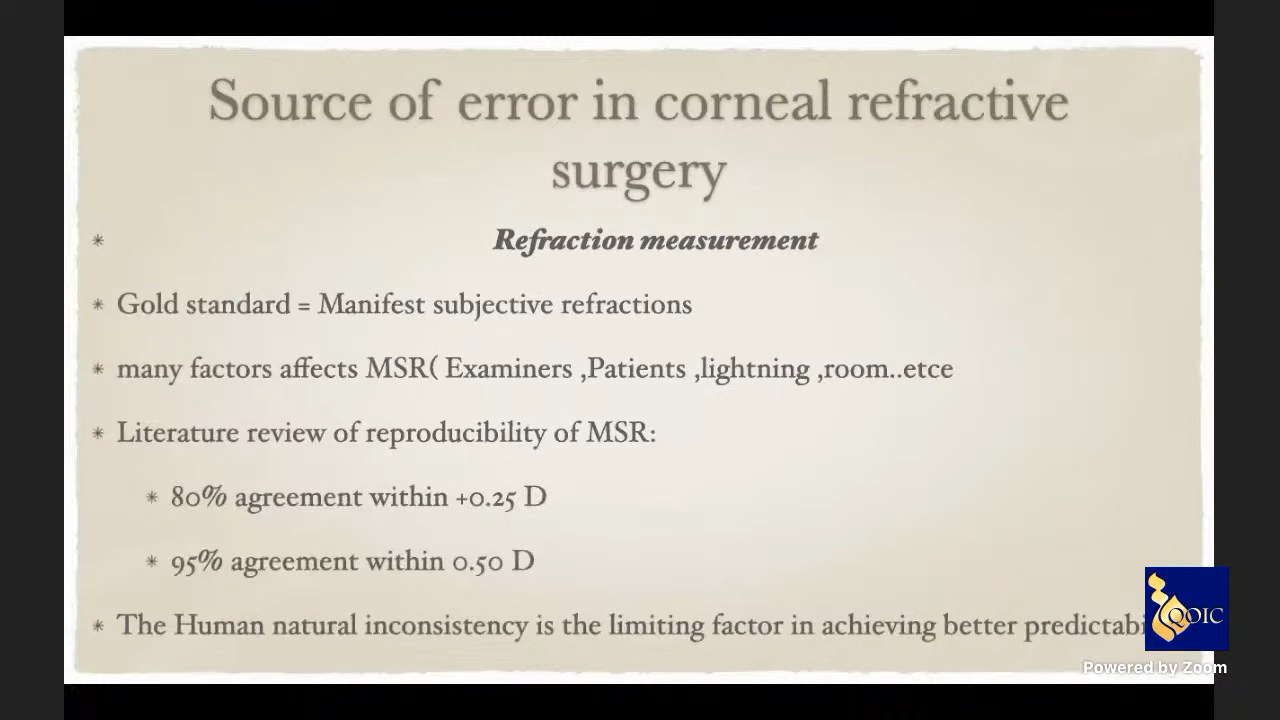 Source of error in corneal refractive
surgery
* Refraction measurement
* Gold standard = Manifest subjective refractions
* many factors affects MSR( Examiners ,Patients ,lightning ,room..etce
* Literature review of reproducibility of MSR:
* 80% agreement within +0.25 D
* 95% agreement within 0.50 D
* The Human natural inconsistency is the limiting factor in achieving better
QOIC
Powered by Zoom